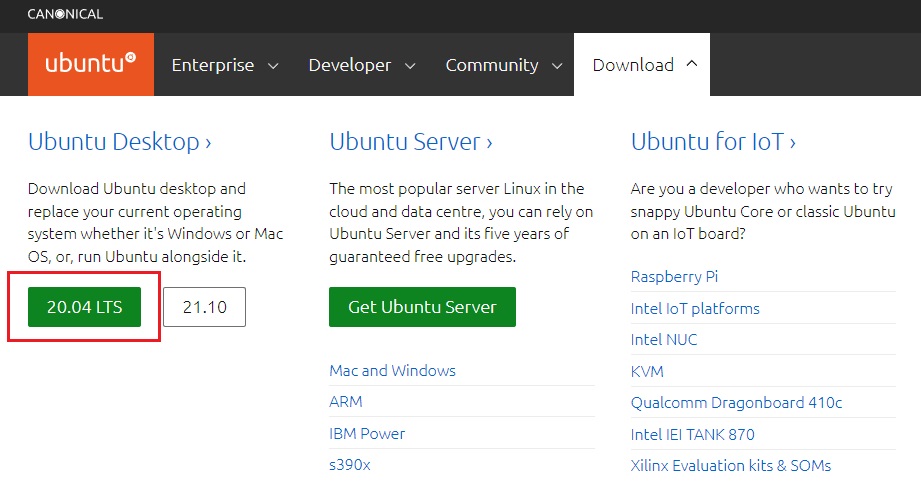 CANONICAL
ubuntu
Enterprise
Developer
Community
Download
Ubuntu Desktop ›
Download Ubuntu desktop and
replace your current operating
system whether it's Windows or Mac
OS, or, run Ubuntu alongside it.
20.04 LTS
21.10
Ubuntu Server ›
The most popular server Linux in the
cloud and data centre, you can rely on
Ubuntu Server and its five years of
guaranteed free upgrades.
Get Ubuntu Server
Mac and Windows
ARM
IBM Power
s390x
Ubuntu for IoT ›
Are you a developer who wants to try
snappy Ubuntu Core or classic Ubuntu
on an IoT board?
Raspberry Pi
Intel IoT platforms
Intel NUC
KVM
Qualcomm Dragonboard 410c
Intel IEI TANK 870
Xilinx Evaluation kits & SOMs